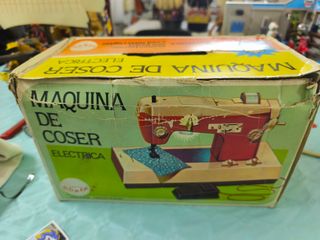 MAQUINA DE COSER
ELECTRICA
MAQUINA
DE
COSER
ELECTRICA